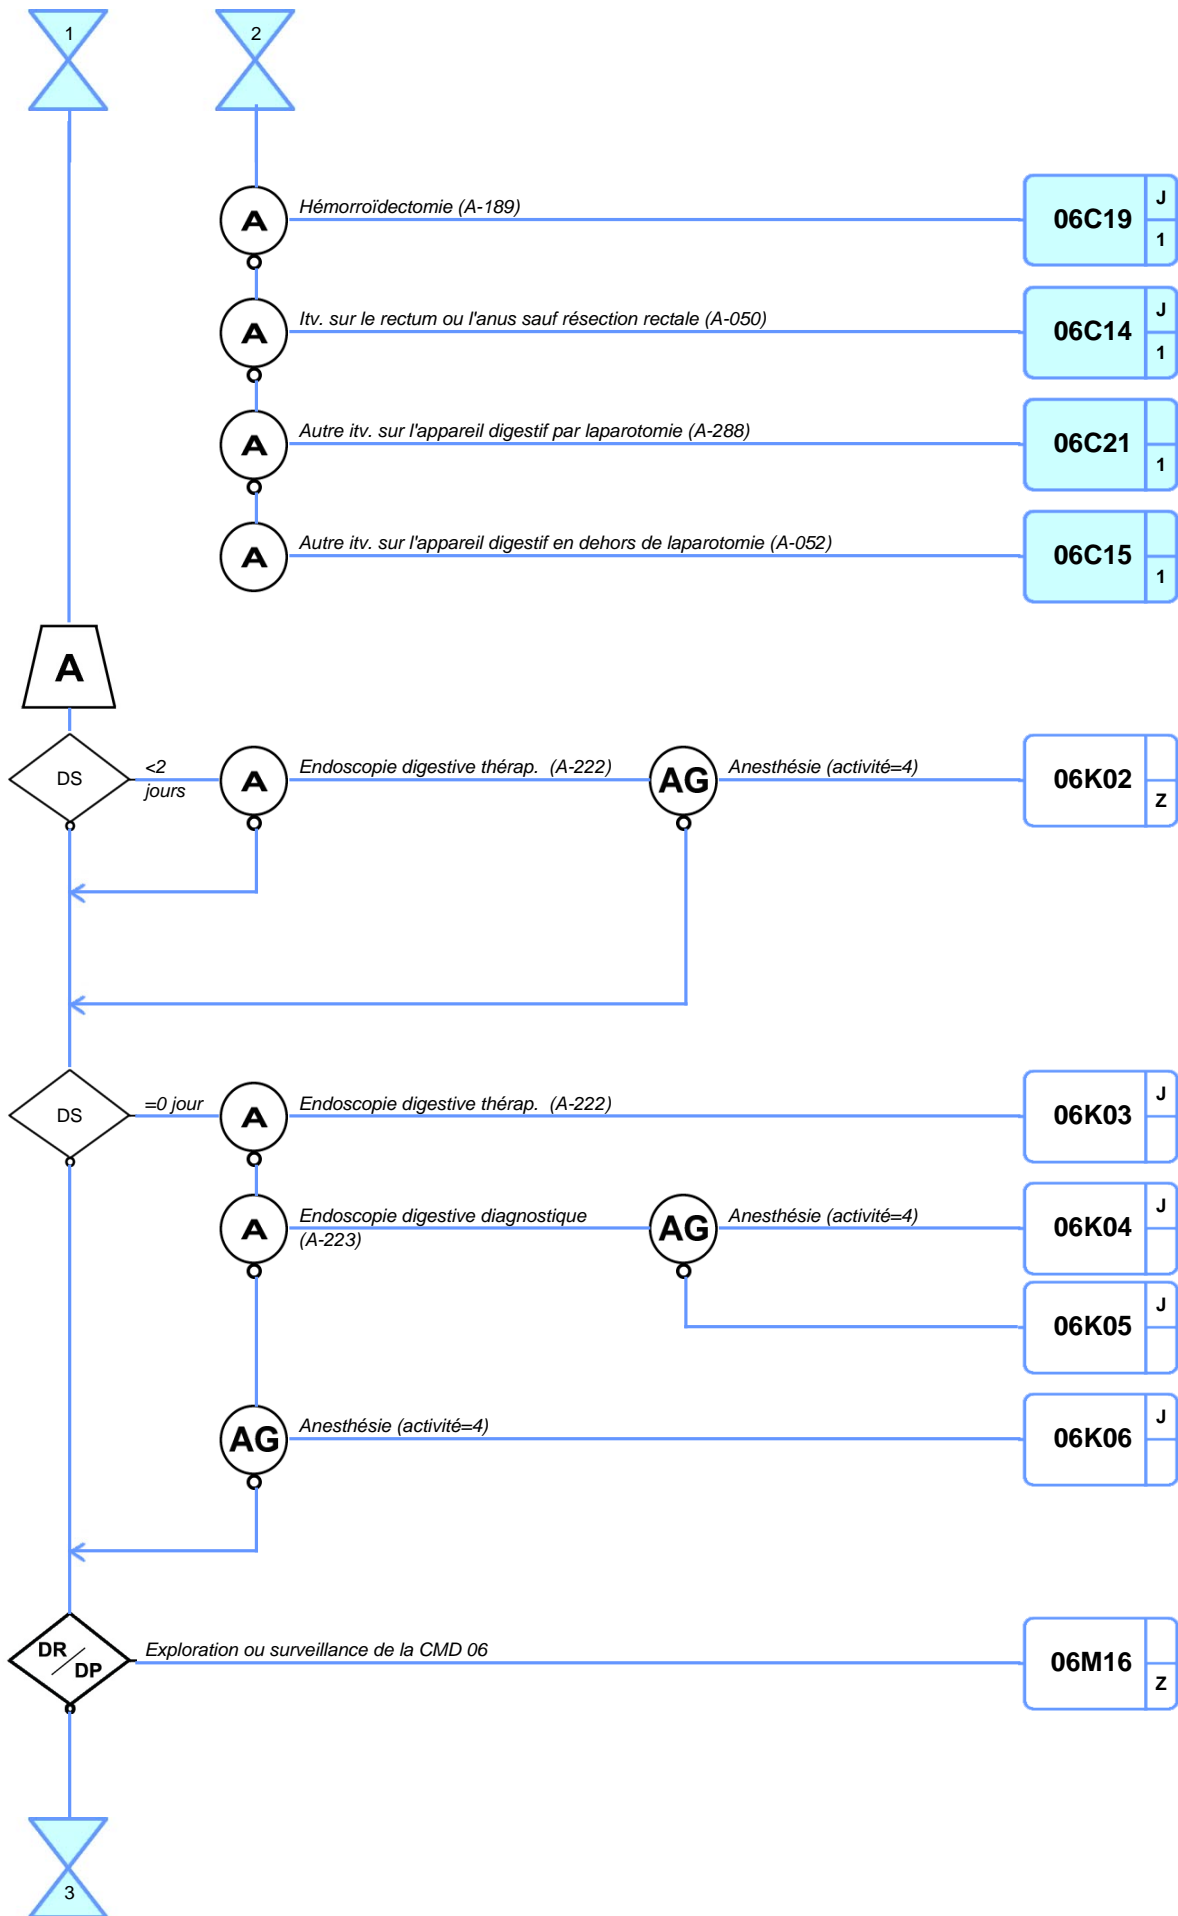 1
2
A
Hémorroïdectomie (A-189)
06C19
J
1
A
Itv. sur le rectum ou l'anus sauf résection rectale (A-050)
06C14
J
1
A
Autre itv. sur l'appareil digestif par laparotomie (A-288)
06C21
1
A
Autre itv. sur l'appareil digestif en dehors de laparotomie (A-052)
06C15
1
A
DS
<2
jours
A
Endoscopie digestive thérap. (A-222)
AG
Anesthésie (activité=4)
06K02
Z
DS
=0 jour
A
Endoscopie digestive thérap. (A-222)
06K03
J
A
Endoscopie digestive diagnostique
(A-223)
AG
Anesthésie (activité=4)
06K04
J
06K05
J
AG
Anesthésie (activité=4)
06K06
J
DR
DP
Exploration ou surveillance de la CMD 06
06M16
Z
3